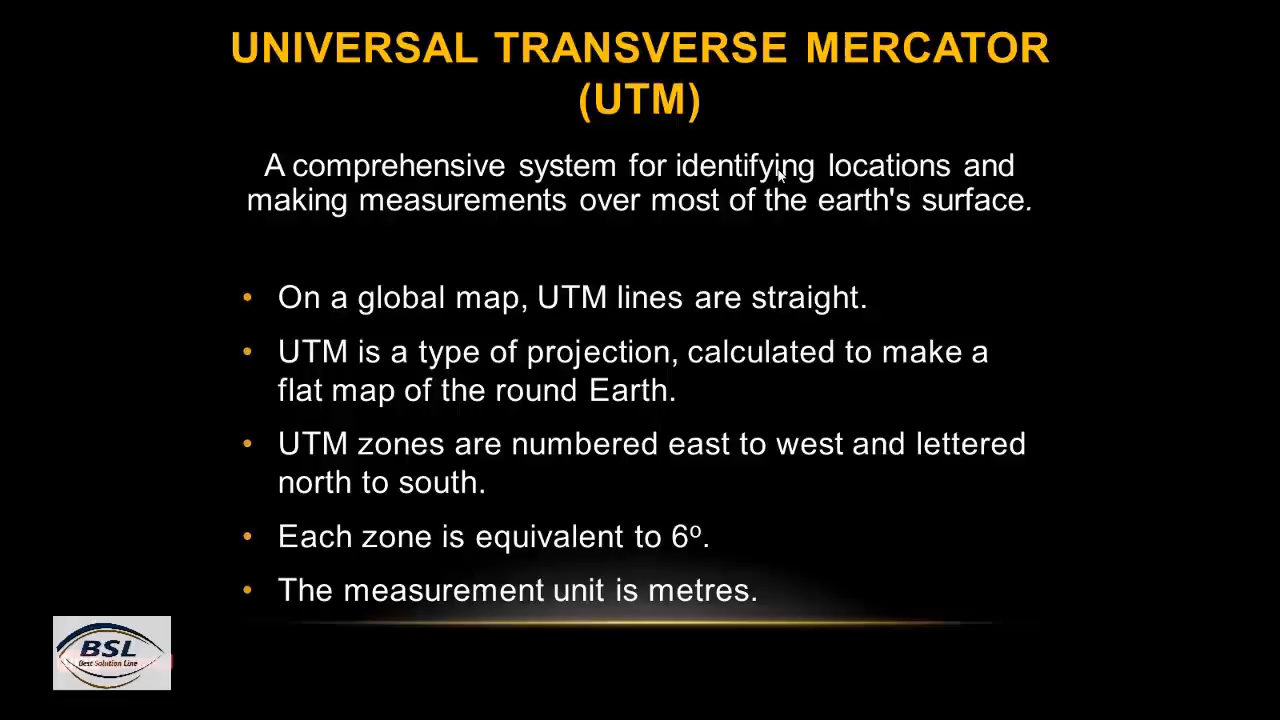 UNIVERSAL TRANSVERSE MERCATOR
(UTM)
A comprehensive system for identifying locations and
making measurements over most of the earth's surface.
• On a global map, UTM lines are straight.
• UTM is a type of projection, calculated to make a
flat map of the round Earth.
• UTM zones are numbered east to west and lettered
north to south.
• Each zone is equivalent to 6º.
• The measurement unit is metres.
BSL
Best Solution Line